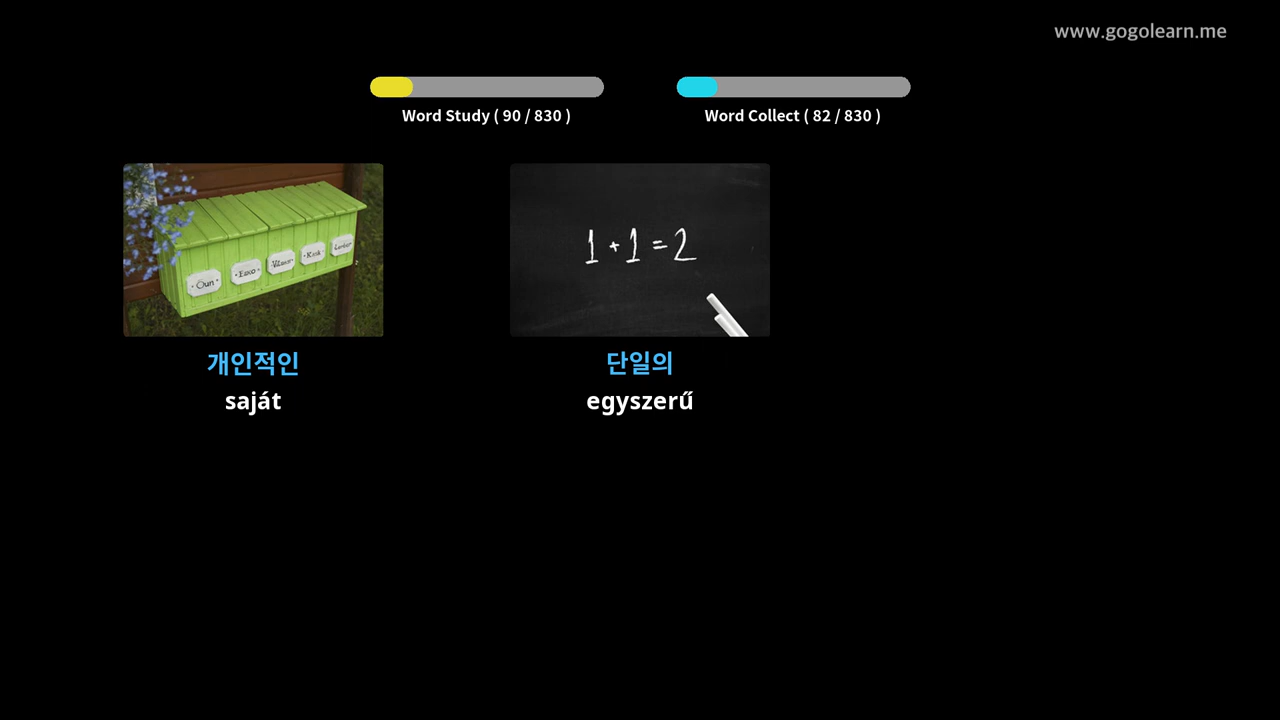 www.gogolearn.me
Word Study ( 90 / 830 )
Word Collect ( 82 / 830 )
1 + 1 = 2
개인적인
saját
단일의
egyszerű